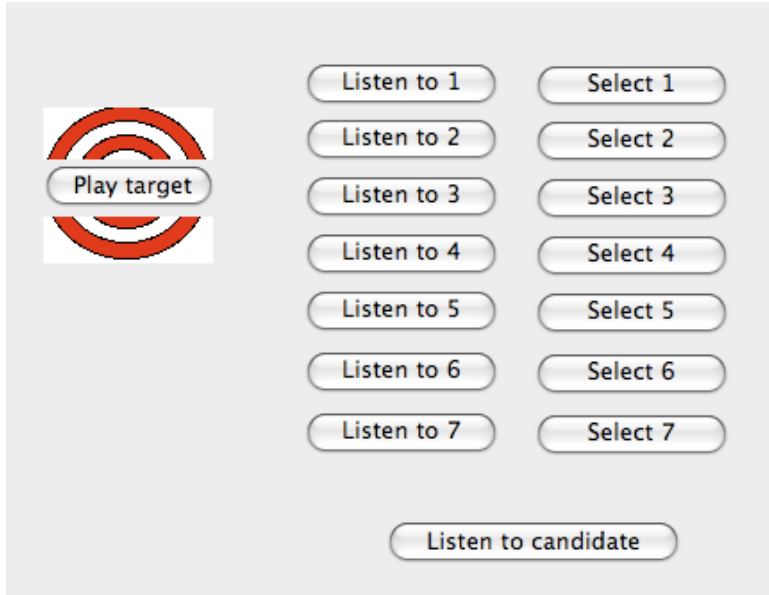 Listen to 1 Select 1
Listen to 2 Select 2
Play target
Listen to 3 Select 3
Listen to 4 Select 4
Listen to 5 Select 5
Listen to 6 Select 6
Listen to 7 Select 7
Listen to candidate